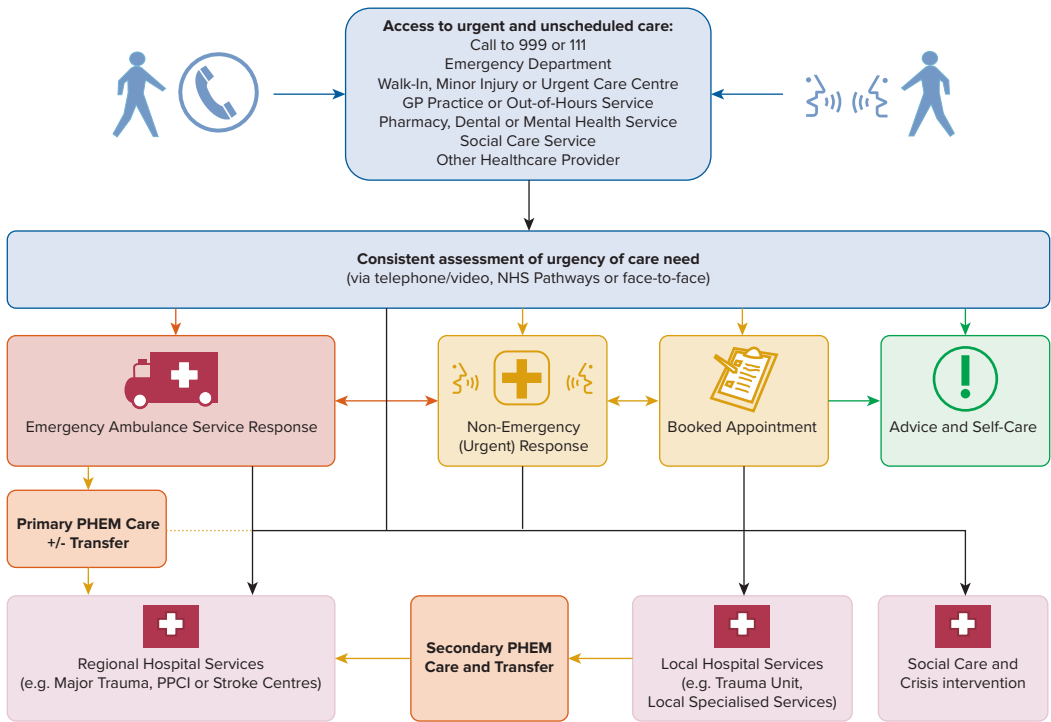 Access to urgent and unscheduled care:
Call to 999 or 111
Emergency Department
Walk-In, Minor Injury or Urgent Care Centre
GP Practice or Out-of-Hours Service
Pharmacy, Dental or Mental Health Service
Social Care Service
Other Healthcare Provider
Consistent assessment of urgency of care need
(via telephone/video, NHS Pathways or face-to-face)
Emergency Ambulance Service Response
Non-Emergency
(Urgent) Response
Booked Appointment
Advice and Self-Care
Primary PHEM Care
+/- Transfer
Regional Hospital Services
(e.g. Major Trauma, PPCI or Stroke Centres)
Secondary PHEM
Care and Transfer
Local Hospital Services
(e.g. Trauma Unit,
Local Specialised Services)
Social Care and
Crisis intervention